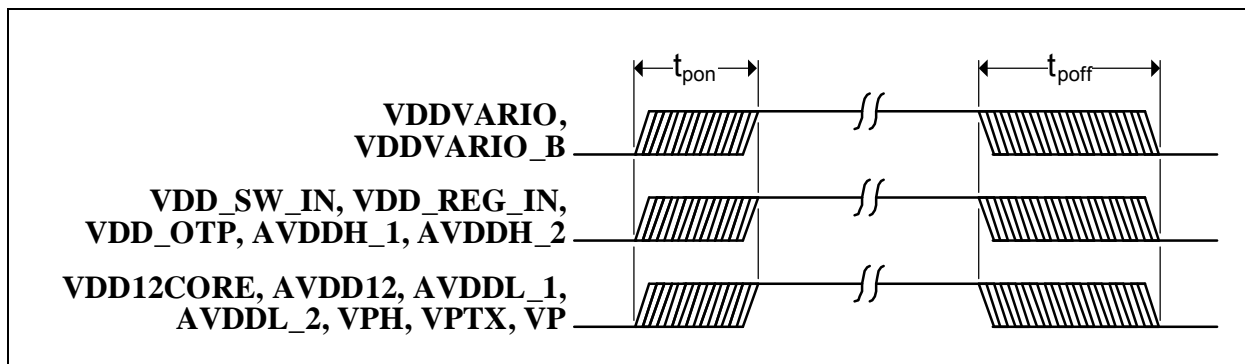 tpon
tpoff
VDDVARIO,
VDDVARIO_B
VDD_SW_IN, VDD_REG_IN,
VDD_OTP, AVDDH_1, AVDDH_2
VDD12CORE, AVDD12, AVDDL_1,
AVDDL_2, VPH, VPTX, VP